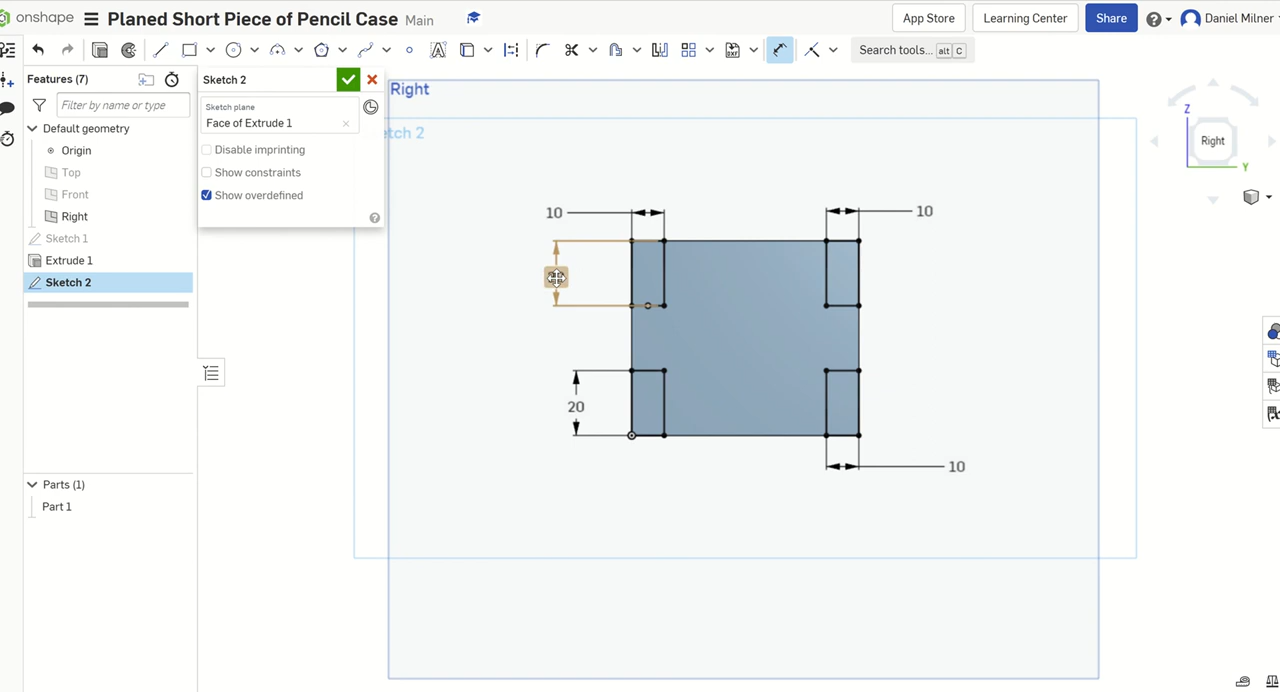 onshape Planed Short Piece of Pencil Case Main App Store Learning Center Share Daniel Milner
Search tools... alt C
Features (7)
Filter by name or type
Default geometry
Origin
Top
Front
Right
Sketch 1
Extrude 1
Sketch 2
Parts (1)
Part 1
Sketch 2
Sketch plane
Face of Extrude 1
Disable imprinting
Show constraints
Show overdefined
Right
tch 2
10
10
20
10
Z
Right
Y